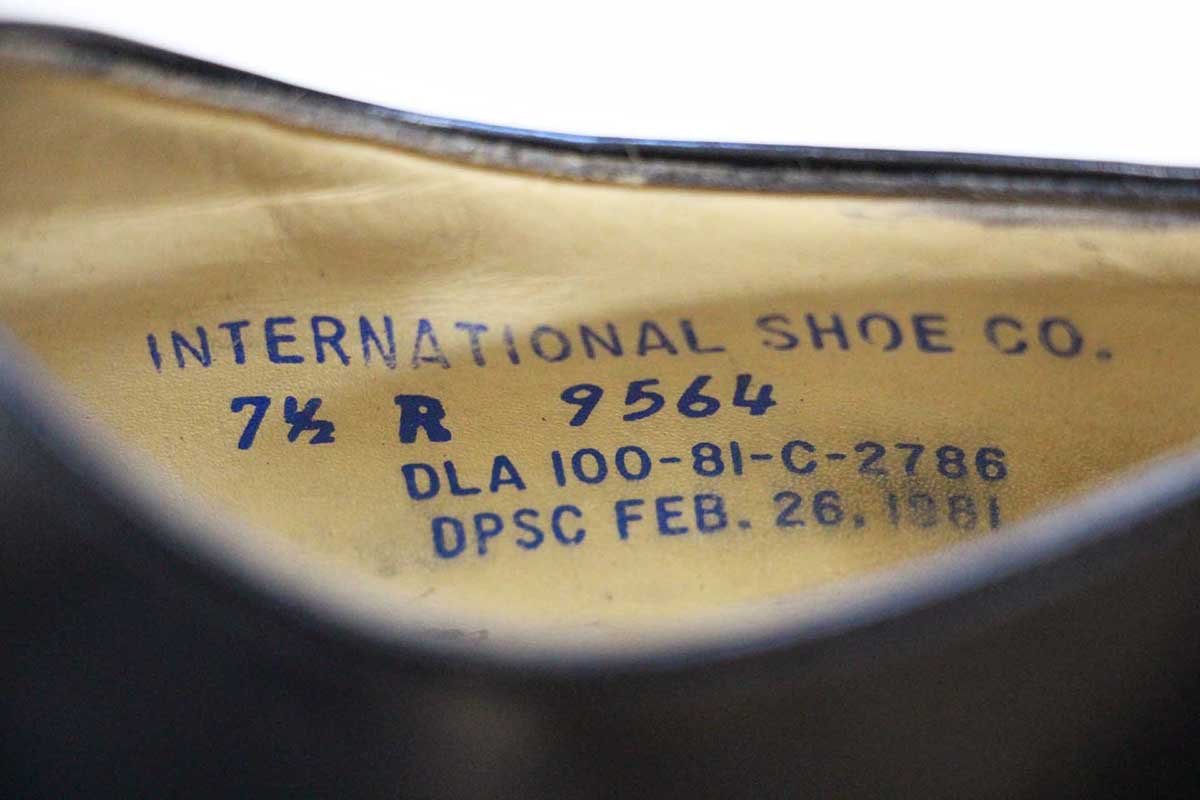 INTERNATIONAL SHOE CO.
7½ R 9564
DLA 100-81-C-2786
DPSC FEB. 26, 1981